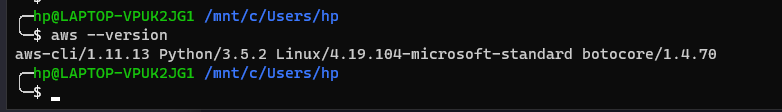 hp@LAPTOP-VPUK2JG1 /mnt/c/Users/hp
$ aws --version
aws-cli/1.11.13 Python/3.5.2 Linux/4.19.104-microsoft-standard botocore/1.4.70
hp@LAPTOP-VPUK2JG1 /mnt/c/Users/hp
$ _